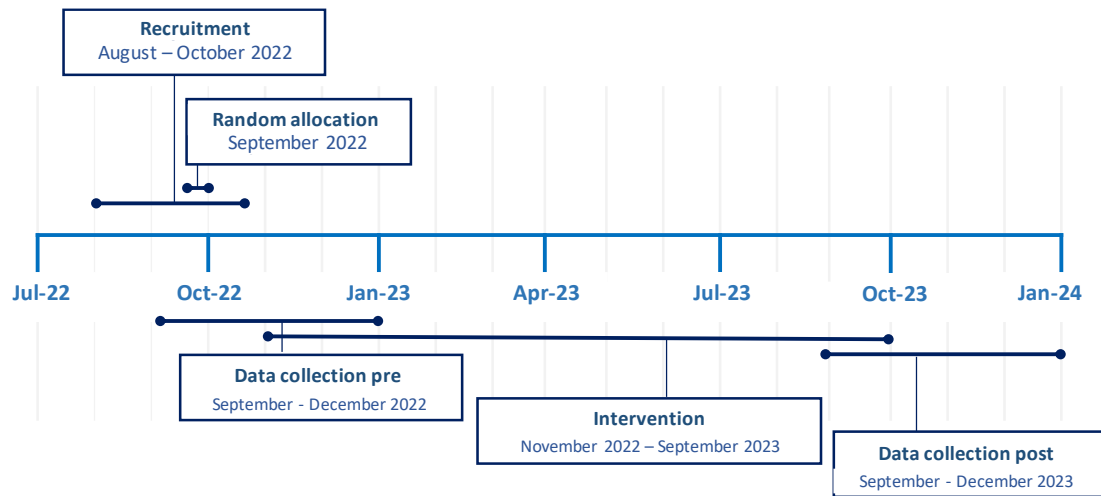 Recruitment
August – October 2022
Random allocation
September 2022
Jul-22 Oct-22 Jan-23 Apr-23 Jul-23 Oct-23 Jan-24
Data collection pre
September - December 2022
Intervention
November 2022 – September 2023
Data collection post
September - December 2023